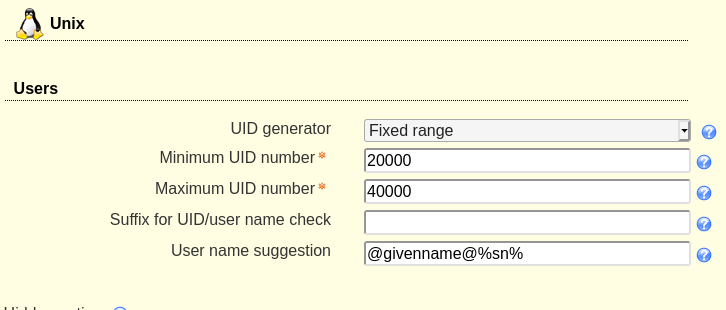 Unix
Users
UID generator Fixed range
Minimum UID number* 20000
Maximum UID number* 40000
Suffix for UID/user name check
User name suggestion @givenname@%sn%